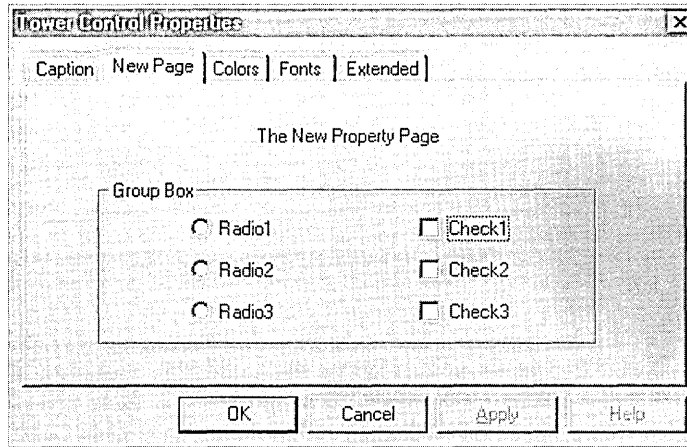 Tower Control Properties
Caption New Page Colors Fonts Extended
The New Property Page
Group Box
Radio1 Check1
Radio2 Check2
Radio3 Check3
OK Cancel Apply Help